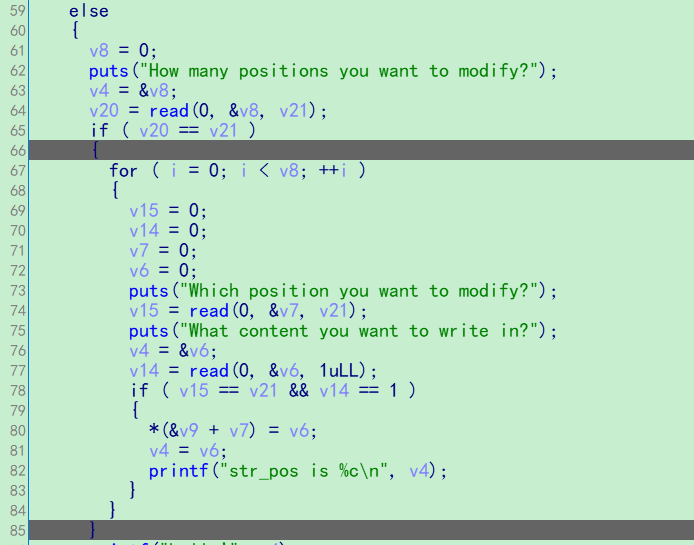 59 else
60 {
61 v8 = 0;
62 puts("How many positions you want to modify?");
63 v4 = &v8;
64 v20 = read(0, &v8, v21);
65 if ( v20 == v21 )
66 {
67 for ( i = 0; i < v8; ++i )
68 {
69 v15 = 0;
70 v14 = 0;
71 v7 = 0;
72 v6 = 0;
73 puts("Which position you want to modify?");
74 v15 = read(0, &v7, v21);
75 puts("What content you want to write in?");
76 v4 = &v6;
77 v14 = read(0, &v6, 1uLL);
78 if ( v15 == v21 && v14 == 1 )
79 {
80 *(&v9 + v7) = v6;
81 v4 = v6;
82 printf("str_pos is %c\n", v4);
83 }
84 }
85 }